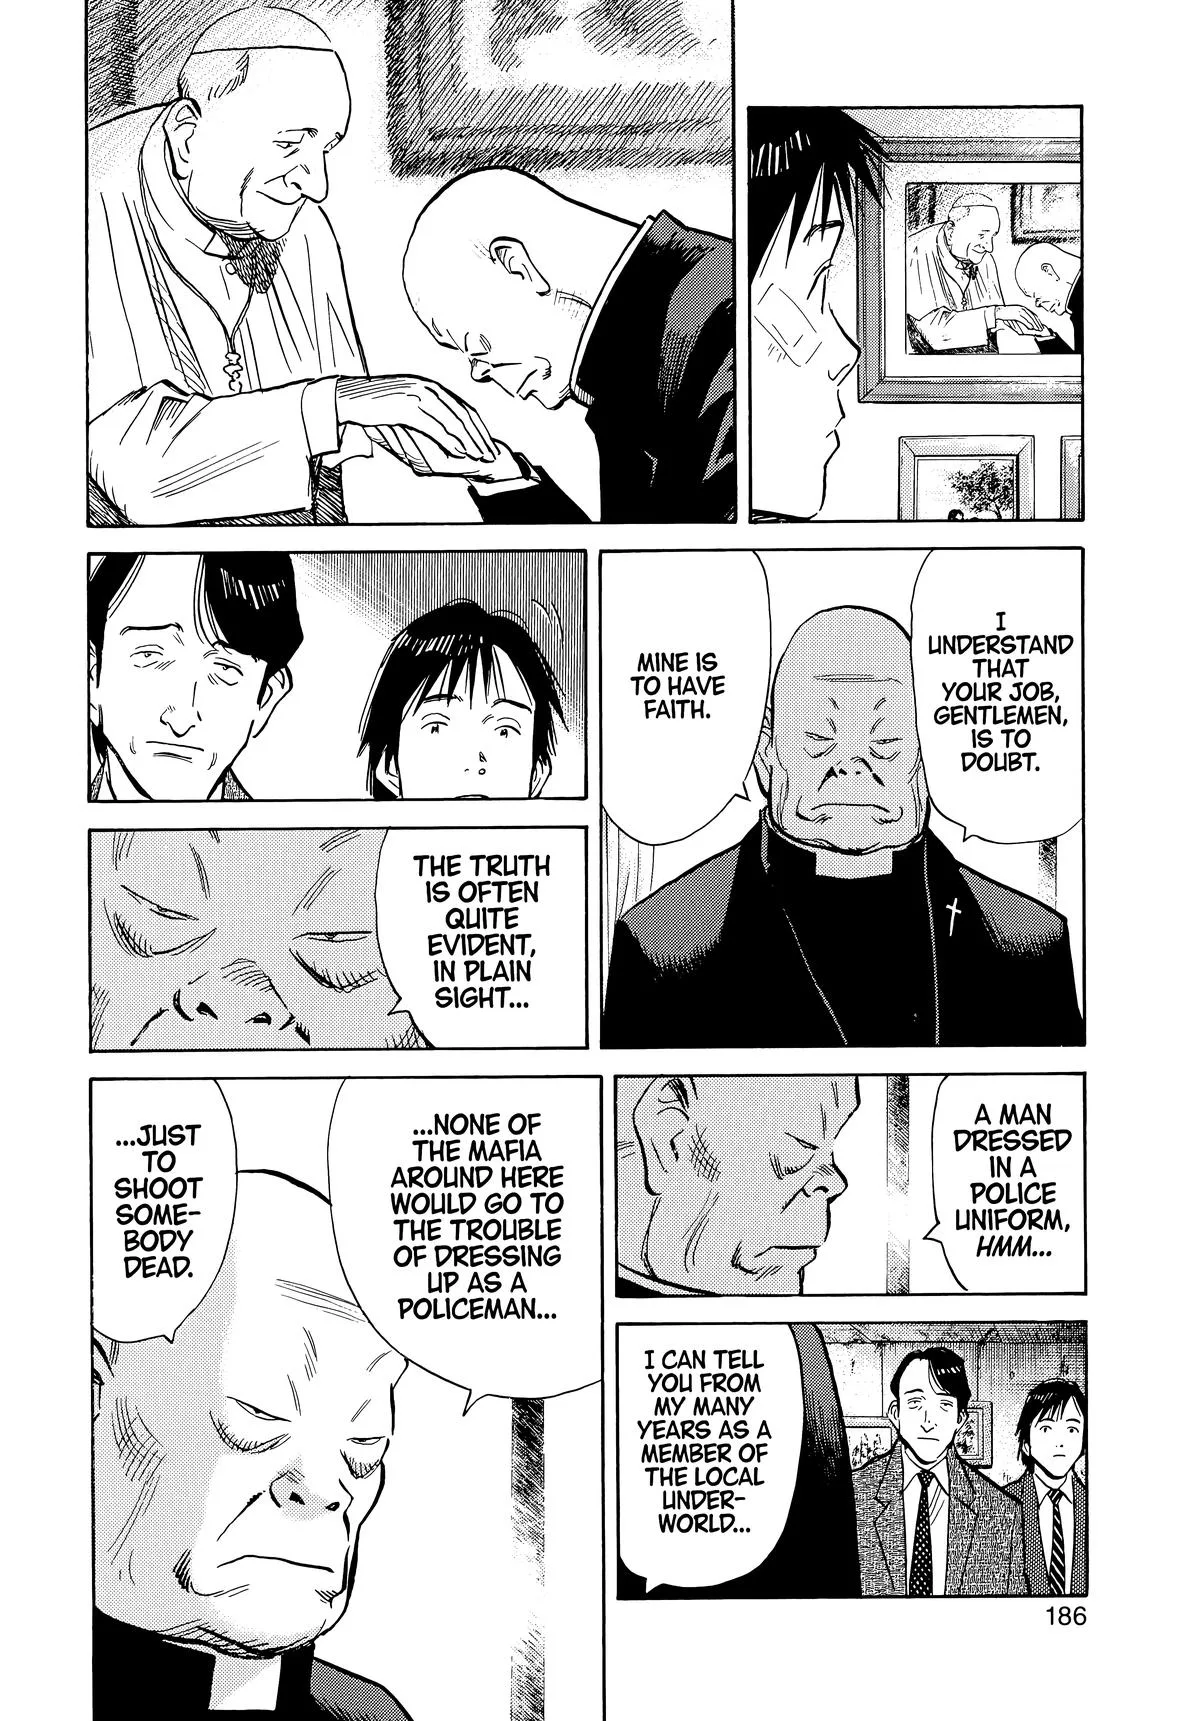 I
UNDERSTAND
THAT
YOUR JOB,
GENTLEMEN,
IS TO
DOUBT.
MINE IS
TO HAVE
FAITH.
THE TRUTH
IS OFTEN
QUITE
EVIDENT,
IN PLAIN
SIGHT...
A MAN
DRESSED
IN A
POLICE
UNIFORM,
HMM...
I CAN TELL
YOU FROM
MY MANY
YEARS AS A
MEMBER OF
THE LOCAL
UNDER-
WORLD...
...NONE OF
THE MAFIA
AROUND HERE
WOULD GO TO
THE TROUBLE
OF DRESSING
UP AS A
POLICEMAN...
...JUST
TO
SHOOT
SOME-
BODY
DEAD.
186